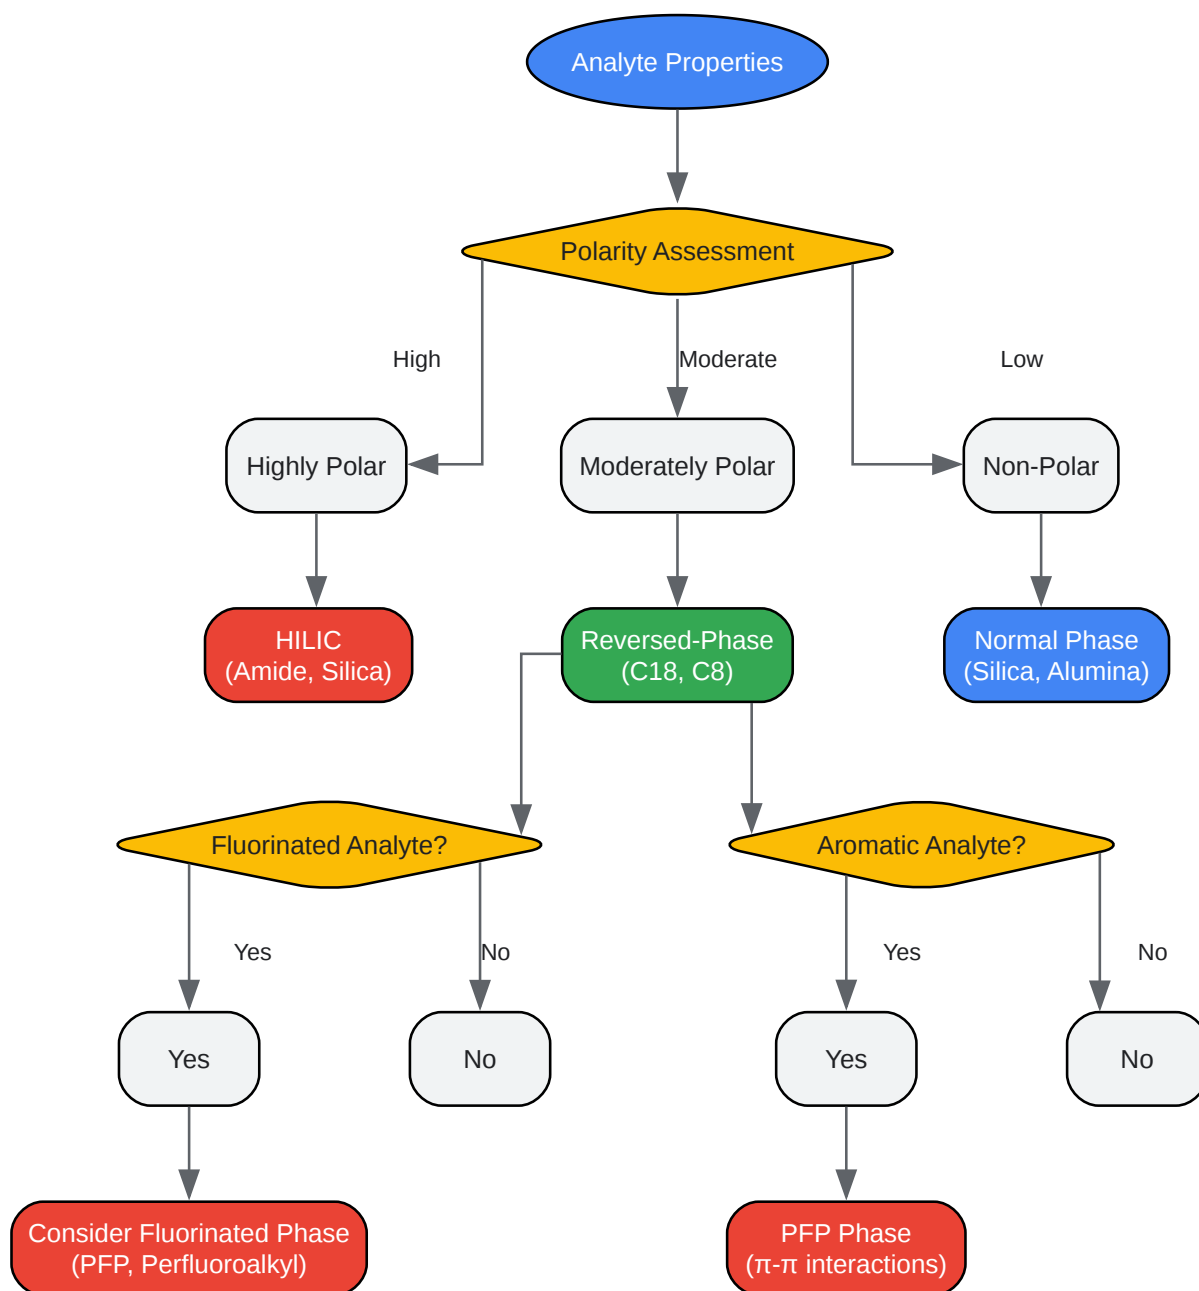 Analyte Properties
Polarity Assessment
High
Moderate
Low
Highly Polar
Moderately Polar
Non-Polar
HILIC
(Amide, Silica)
Reversed-Phase
(C18, C8)
Normal Phase
(Silica, Alumina)
Fluorinated Analyte?
Aromatic Analyte?
Yes
No
Yes
No
Yes
No
Yes
No
Consider Fluorinated Phase
(PFP, Perfluoroalkyl)
PFP Phase
(π-π interactions)